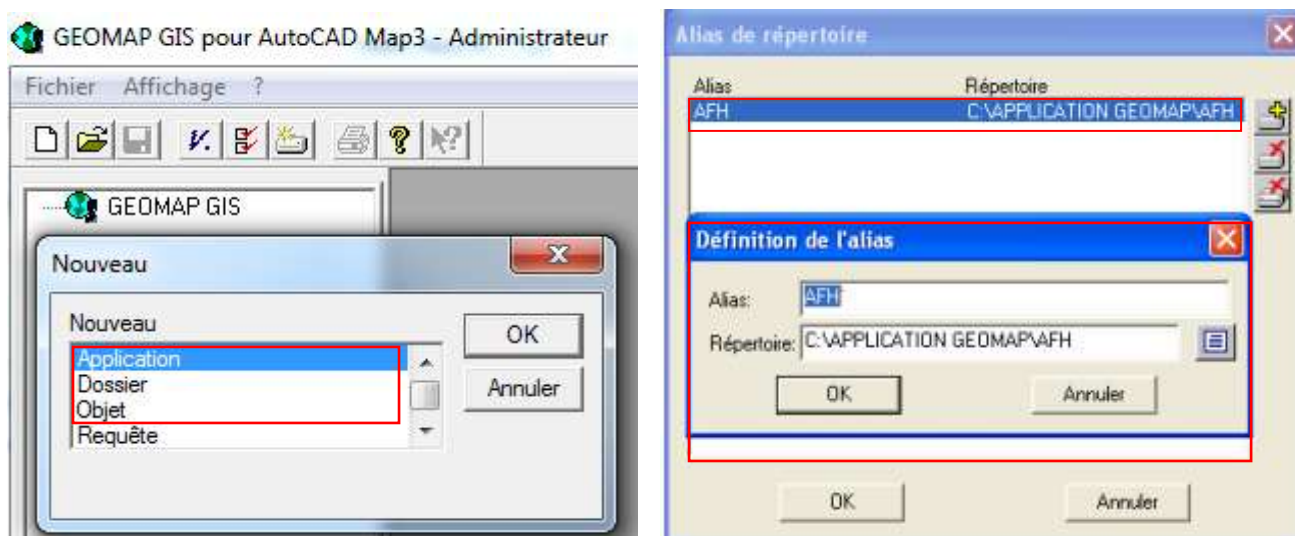 GEOMAP GIS pour AutoCAD Map3 - Administrateur
Fichier Affichage ?
GEOMAP GIS
Nouveau
Nouveau
Application
Dossier
Objet
Requête
OK
Annuler
Alias de répertoire
Alias Répertoire
AFH C:\APPLICATION GEOMAP\AFH
Définition de l'alias
Alias: AFH
Répertoire: C:\APPLICATION GEOMAP\AFH
OK Annuler
OK Annuler